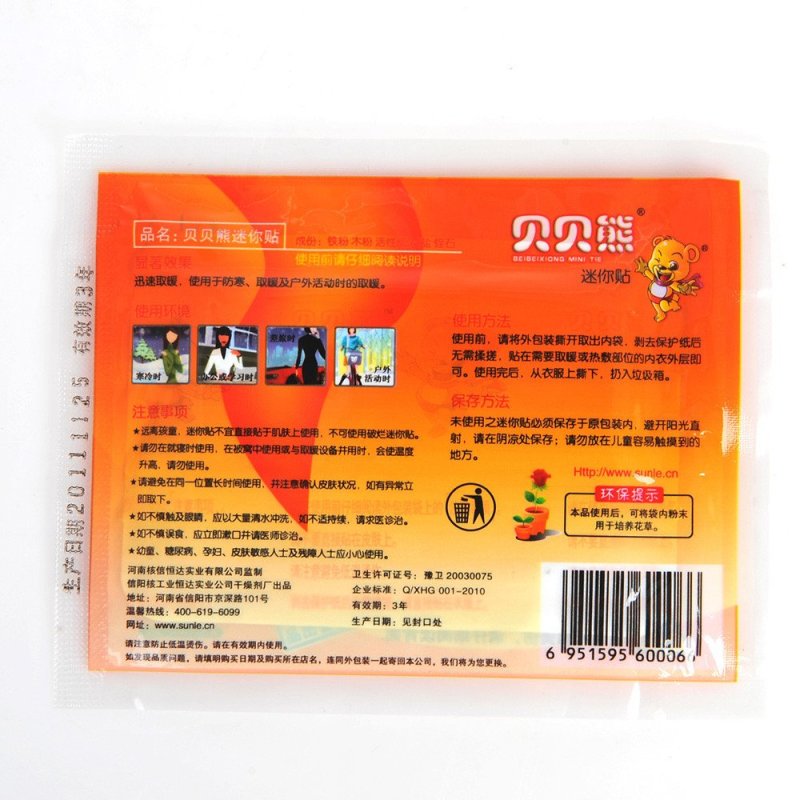 品名：贝贝熊迷你贴
成份：铁粉 木粉 活性 盐 蛭石
使用前请仔细阅读说明
显著效果
迅速取暖，使用于防寒、取暖及户外活动时的取暖。
使用环境
寒冷时
办公或学习时
差旅时
户外
活动时
注意事项
★远离孩童，迷你贴不宜直接贴于肌肤上使用，不可使用破烂迷你贴。
★请勿在就寝时使用，在被窝中使用或与取暖设备并用时，会使温度
升高，请勿使用。
★请避免在同一位置长时间使用，并注意确认皮肤状况，如有异常立
即取下。
★如不慎触及眼睛，应以大量清水冲洗，如不适持续，请求医诊治。
★如不慎误食，应立即漱口并请医师诊治。
★幼童、糖尿病、孕妇、皮肤敏感人士及残障人士应小心使用。
河南核信恒达实业有限公司监制
信阳核工业恒达实业公司干燥剂厂出品
地址：河南省信阳市京深路101号
温馨热线：400-619-6099
网址：www.sunle.cn
卫生许可证号：豫卫 20030075
企业标准：Q/XHG 001-2010
有效期：3年
生产日期：见封口处
请注意防止低温烫伤。请在有效期内使用。
如发现品质问题，请填明购买日期及购买所在店名，连同外包装一起寄回本公司，我们将为您更换。
贝贝熊®
BEIBEIXIONG MINI TIE
迷你贴
®
使用方法
使用前，请将外包装撕开取出内袋，剥去保护纸后
无需揉搓，贴在需要取暖或热敷部位的内衣外层即
可。使用完后，从衣服上撕下，扔入垃圾箱。
保存方法
未使用之迷你贴必须保存于原包装内，避开阳光直
射，请在阴凉处保存；请勿放在儿童容易触摸到的
地方。
Http://www.sunle.cn
环保提示
本品使用后，可将袋内粉末
用于培养花草。
6 951595 600066
生产日期20111125 有效期3年